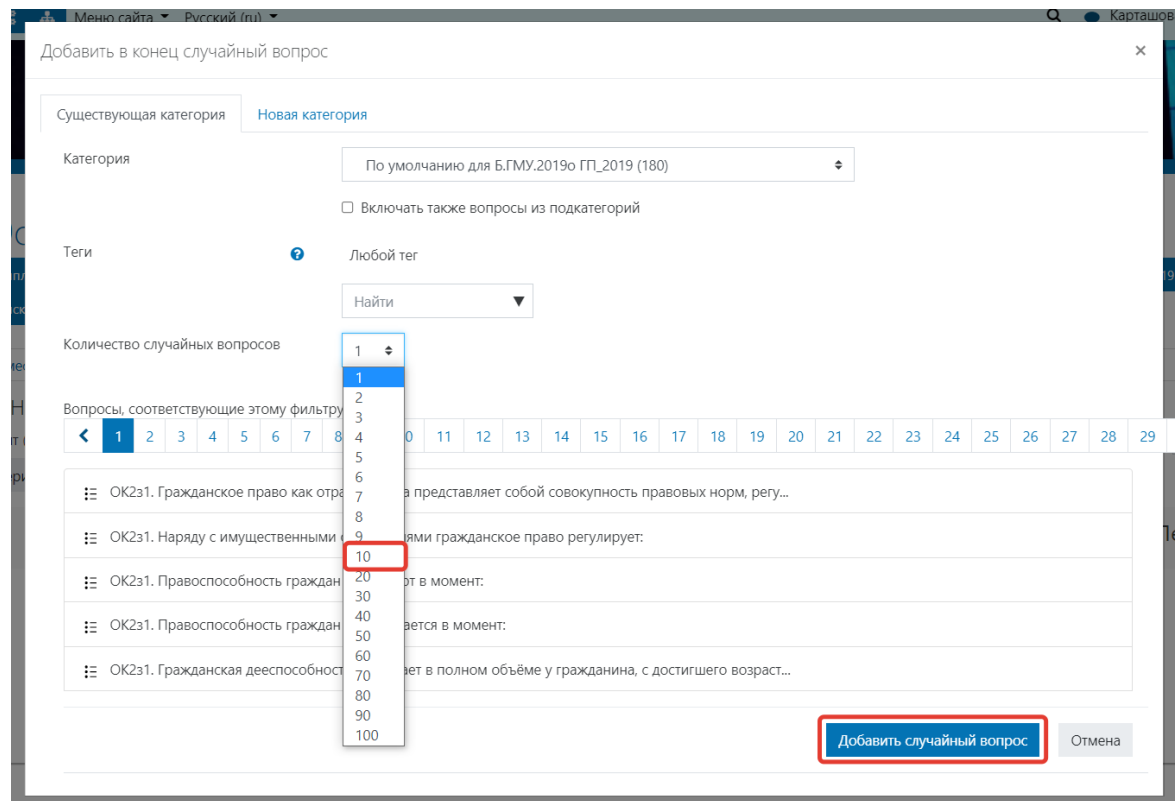 Меню сайта Русский (ru) Карташов
Добавить в конец случайный вопрос ×
Существующая категория Новая категория
Категория
По умолчанию для Б.ГМУ.2019о ГП_2019 (180)
Включать также вопросы из подкатегорий
Теги
Любой тег
Найти
Количество случайных вопросов
1
1
2
3
4
5
6
7
8
9
10
20
30
40
50
60
70
80
90
100
Вопросы, соответствующие этому фильтру
1 2 3 4 5 6 7 8 11 12 13 14 15 16 17 18 19 20 21 22 23 24 25 26 27 28 29
ОК2з1. Гражданское право как представляет собой совокупность правовых норм, регу...
ОК2з1. Наряду с имущественными гражданское право регулирует:
ОК2з1. Правоспособность граждан в момент:
ОК2з1. Правоспособность граждан в момент:
ОК2з1. Гражданская в полном объёме у гражданина, с достигшего возраст...
Добавить случайный вопрос Отмена